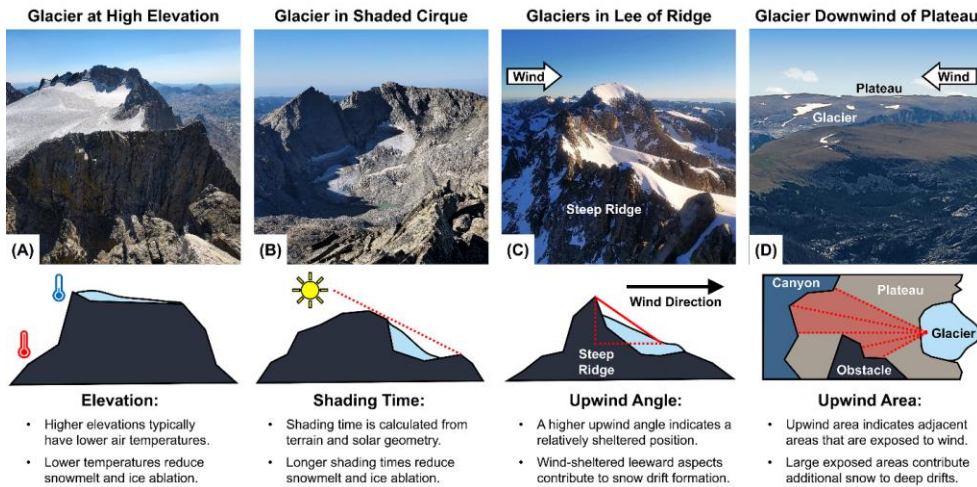 Glacier at High Elevation
Glacier in Shaded Cirque
Glaciers in Lee of Ridge
Glacier Downwind of Plateau
(A)
(B)
Wind
Steep Ridge
(C)
Wind
Plateau
Glacier
(D)
Wind Direction
Steep
Ridge
Canyon
Plateau
Glacier
Obstacle
Elevation:
• Higher elevations typically
have lower air temperatures.
• Lower temperatures reduce
snowmelt and ice ablation.
Shading Time:
• Shading time is calculated from
terrain and solar geometry.
• Longer shading times reduce
snowmelt and ice ablation.
Upwind Angle:
• A higher upwind angle indicates a
relatively sheltered position.
• Wind-sheltered leeward aspects
contribute to snow drift formation.
Upwind Area:
• Upwind area indicates adjacent
areas that are exposed to wind.
• Large exposed areas contribute
additional snow to deep drifts.